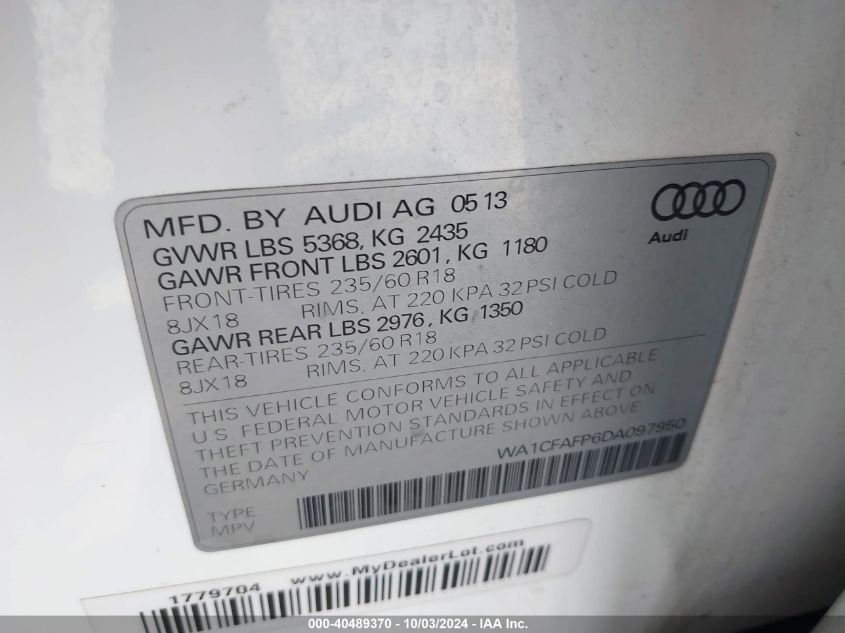 MFD. BY AUDI AG 05 13
GVWR LBS 5368, KG 2435
GAWR FRONT LBS 2601, KG 1180
FRONT-TIRES 235/60 R18
8JX18 RIMS, AT 220 KPA 32 PSI COLD
GAWR REAR LBS 2976, KG 1350
REAR-TIRES 235/60 R18
8JX18 RIMS, AT 220 KPA 32 PSI COLD
THIS VEHICLE CONFORMS TO ALL APPLICABLE
U.S. FEDERAL MOTOR VEHICLE SAFETY AND
THEFT PREVENTION STANDARDS IN EFFECT ON
THE DATE OF MANUFACTURE SHOWN ABOVE
GERMANY
WA1CFAFP6DA097950
TYPE:
MPV
Audi
1779704 www.MyDealerLot.com
000-40489370 - 10/03/2024 - IAA Inc.